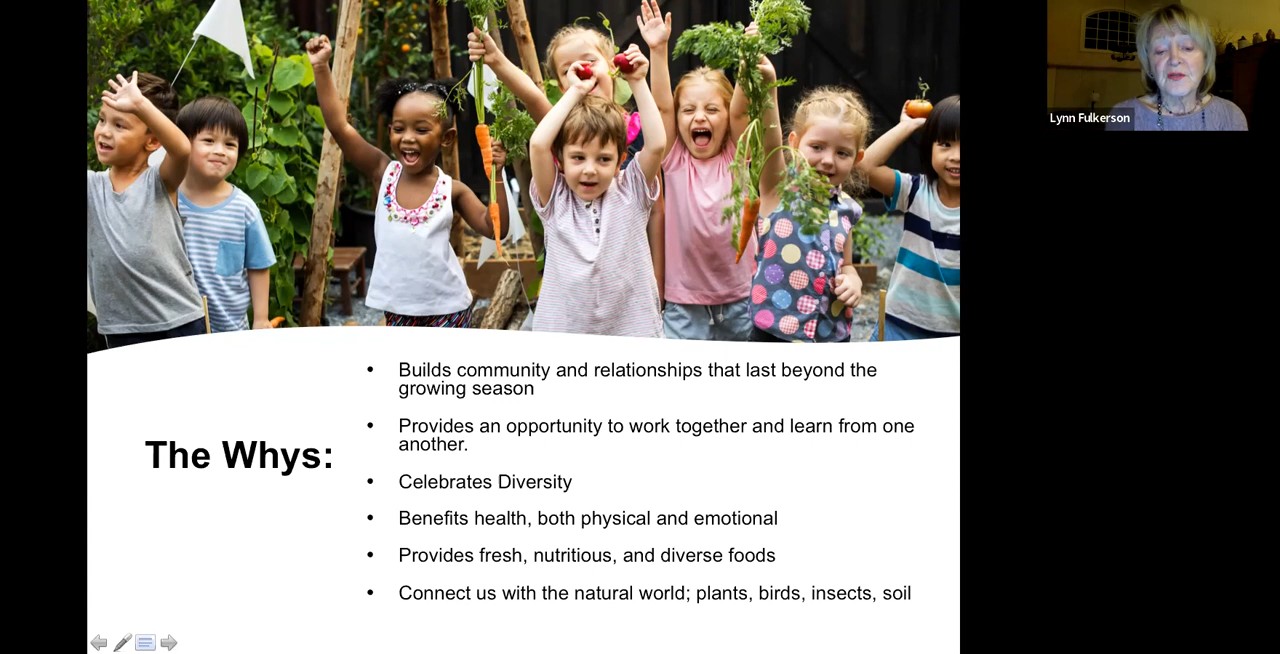 Lynn Fulkerson
• Builds community and relationships that last beyond the
growing season
• Provides an opportunity to work together and learn from one
another.
The Whys:
• Celebrates Diversity
• Benefits health, both physical and emotional
• Provides fresh, nutritious, and diverse foods
• Connect us with the natural world; plants, birds, insects, soil